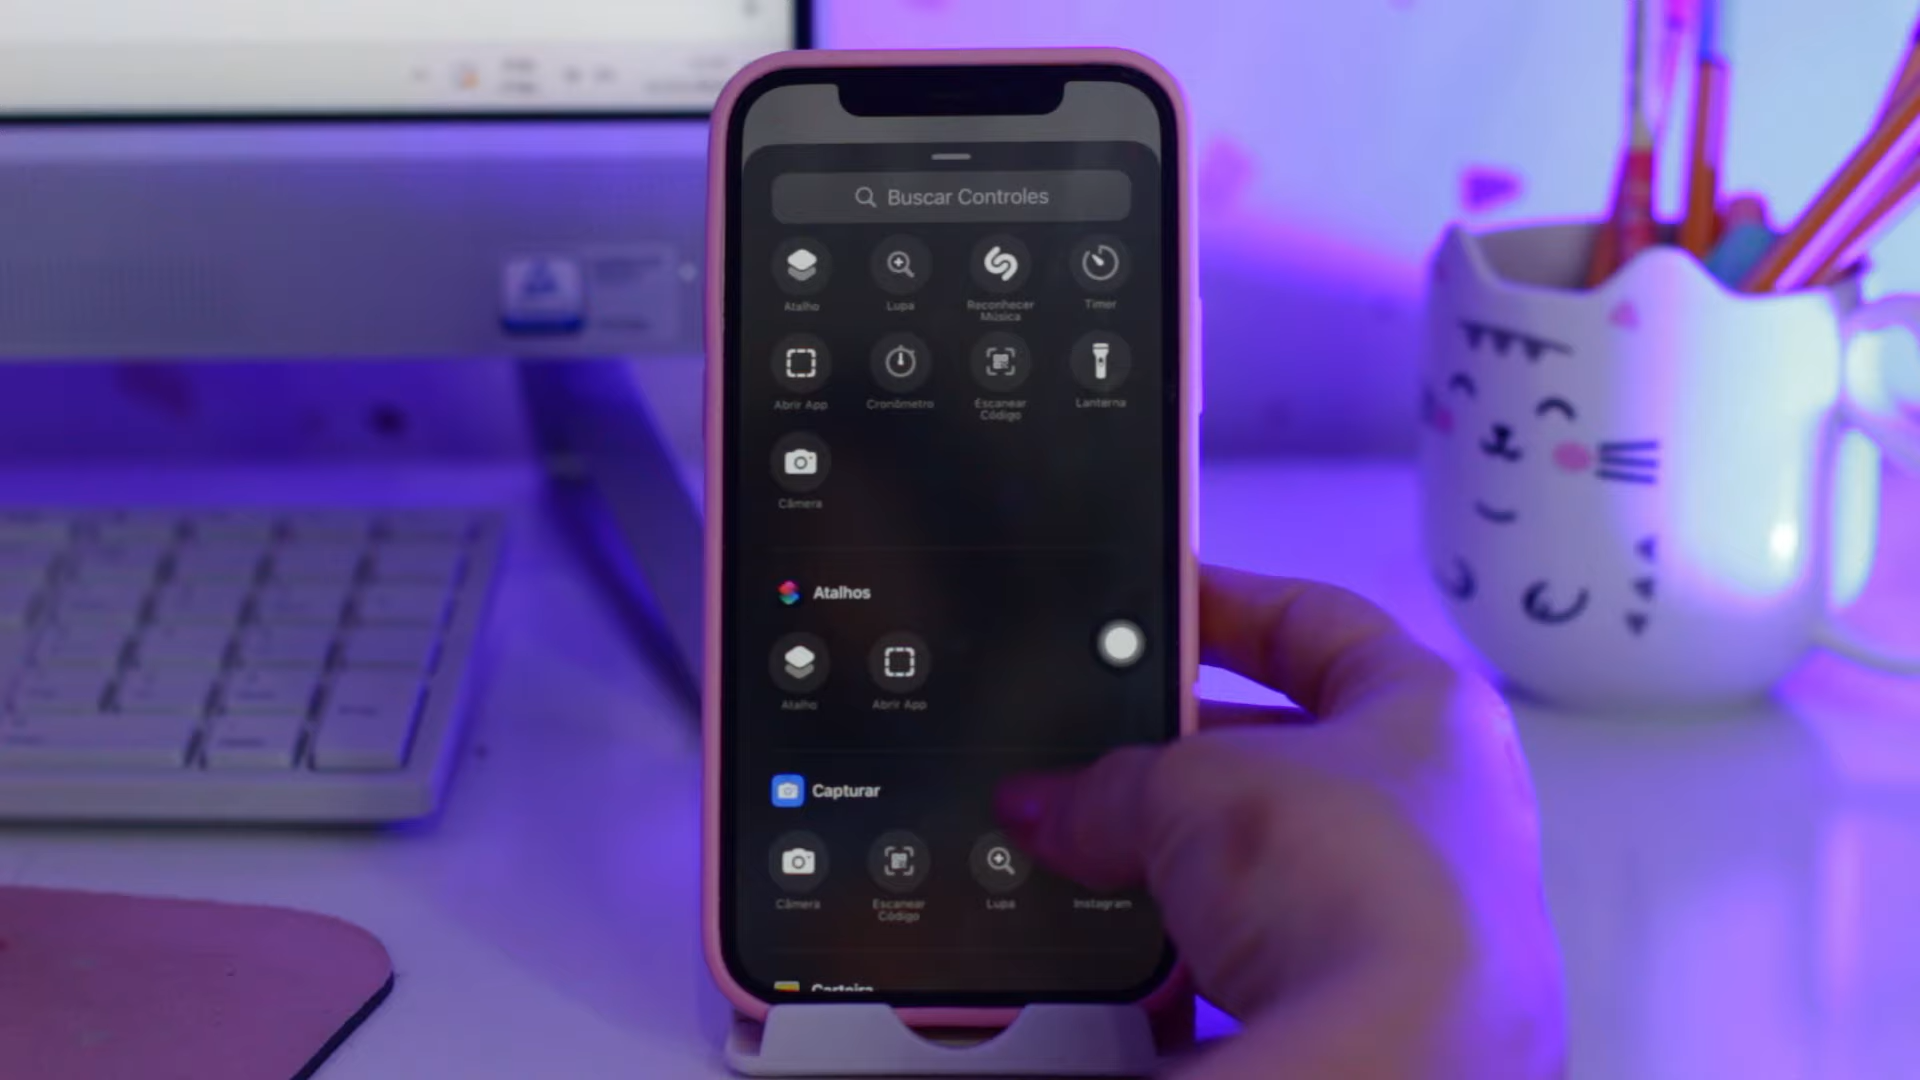 Buscar Controles
Atalho
Lupa
Reconhecer
Música
Timer
Abrir App
Cronômetro
Escanear
Código
Lanterna
Câmera
Atalhos
Atalho
Abrir App
Capturar
Câmera
Escanear
Código
Lupa
Instagram
Carteira